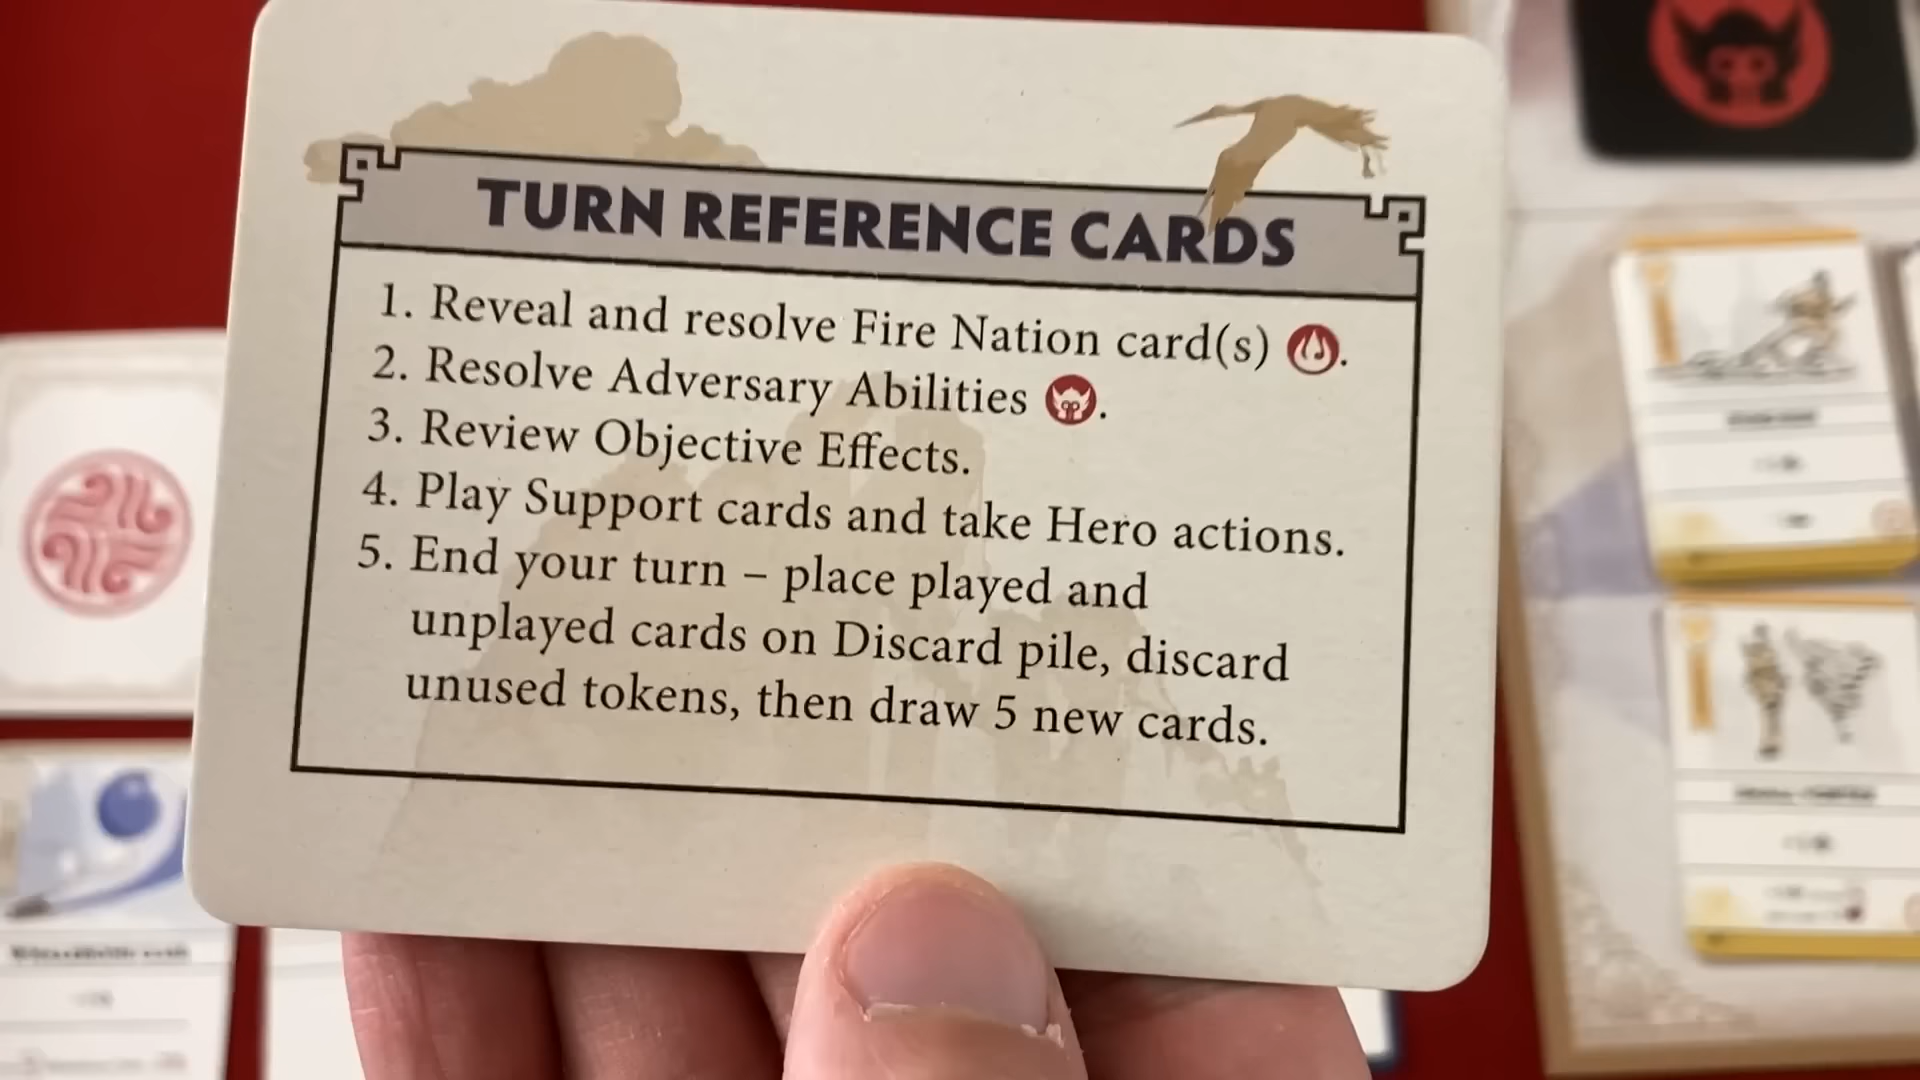 TURN REFERENCE CARDS
1. Reveal and resolve Fire Nation card(s) .
2. Resolve Adversary Abilities .
3. Review Objective Effects.
4. Play Support cards and take Hero actions.
5. End your turn – place played and
unplayed cards on Discard pile, discard
unused tokens, then draw 5 new cards.